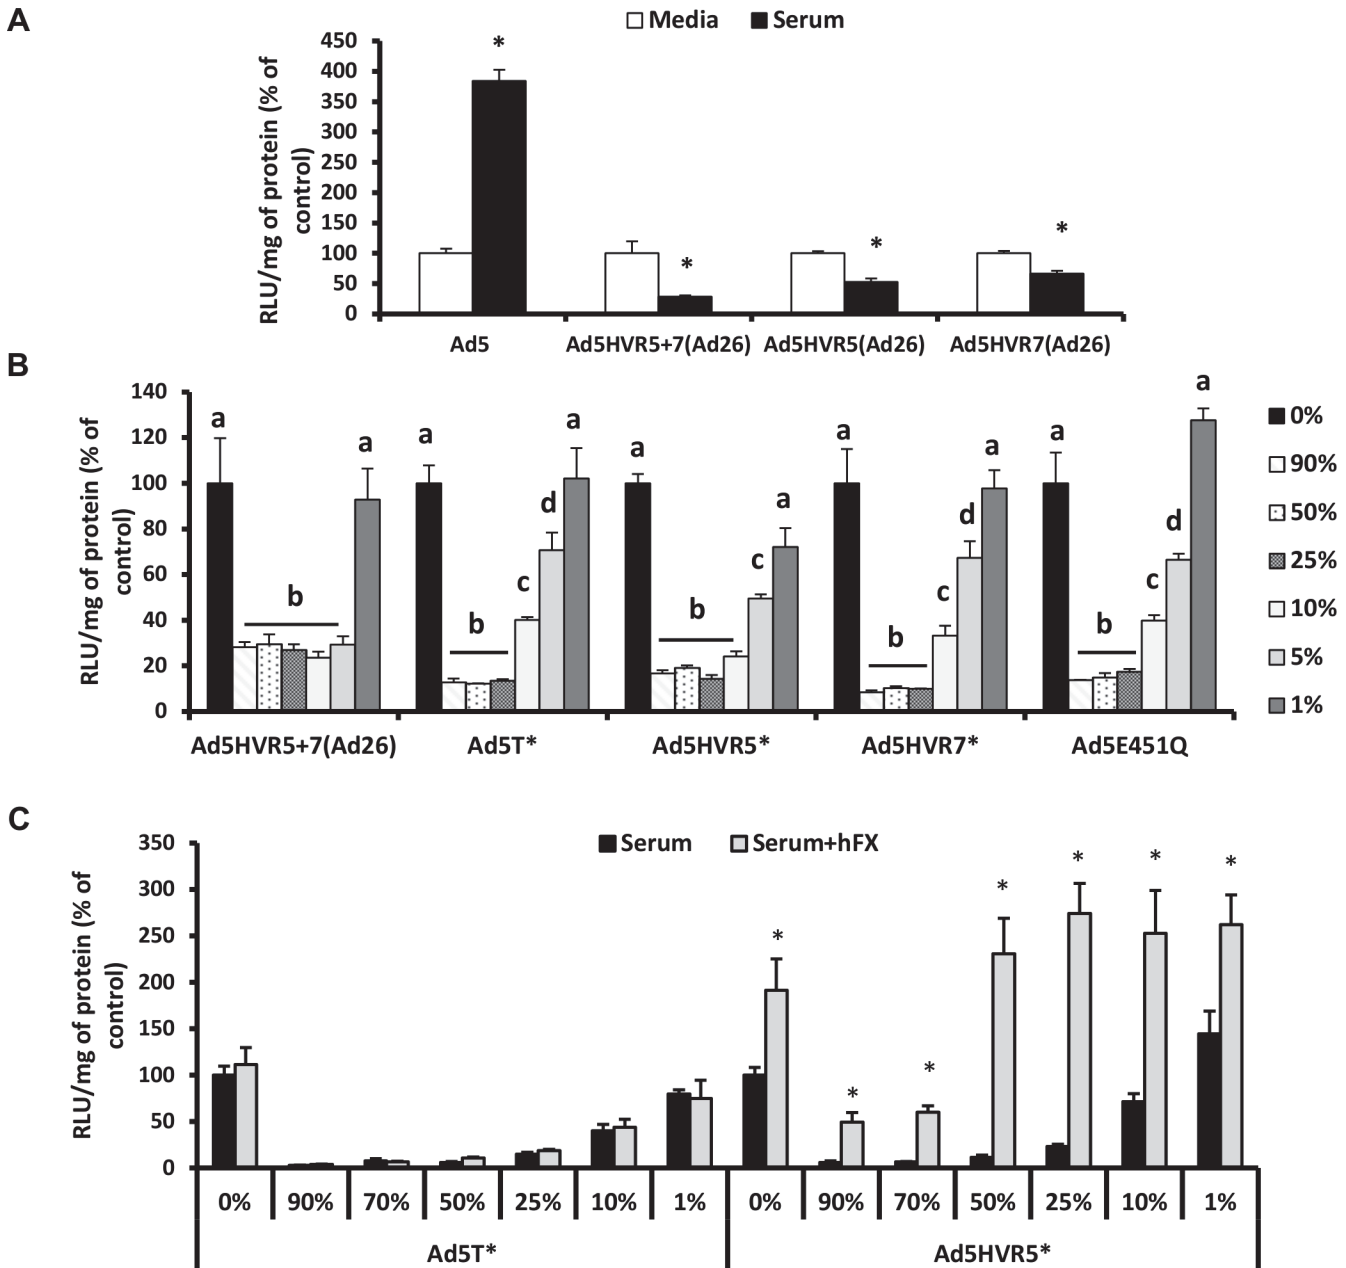 A
Media Serum
RLU/mg of protein (% of
control)
450
400
350
300
250
200
150
100
50
0
* * * *
Ad5 Ad5HVR5+7(Ad26) Ad5HVR5(Ad26) Ad5HVR7(Ad26)
B
RLU/mg of protein (% of
control)
140
120
100
80
60
40
20
0
a b a
a b c d a
a b c a
a b c d a
a b c d a
0%
90%
50%
25%
10%
5%
1%
Ad5HVR5+7(Ad26) Ad5T* Ad5HVR5* Ad5HVR7* Ad5E451Q
C
Serum Serum+hFX
RLU/mg of protein (% of
control)
350
300
250
200
150
100
50
0
* * * * * * *
0% 90% 70% 50% 25% 10% 1% 0% 90% 70% 50% 25% 10% 1%
Ad5T* Ad5HVR5*